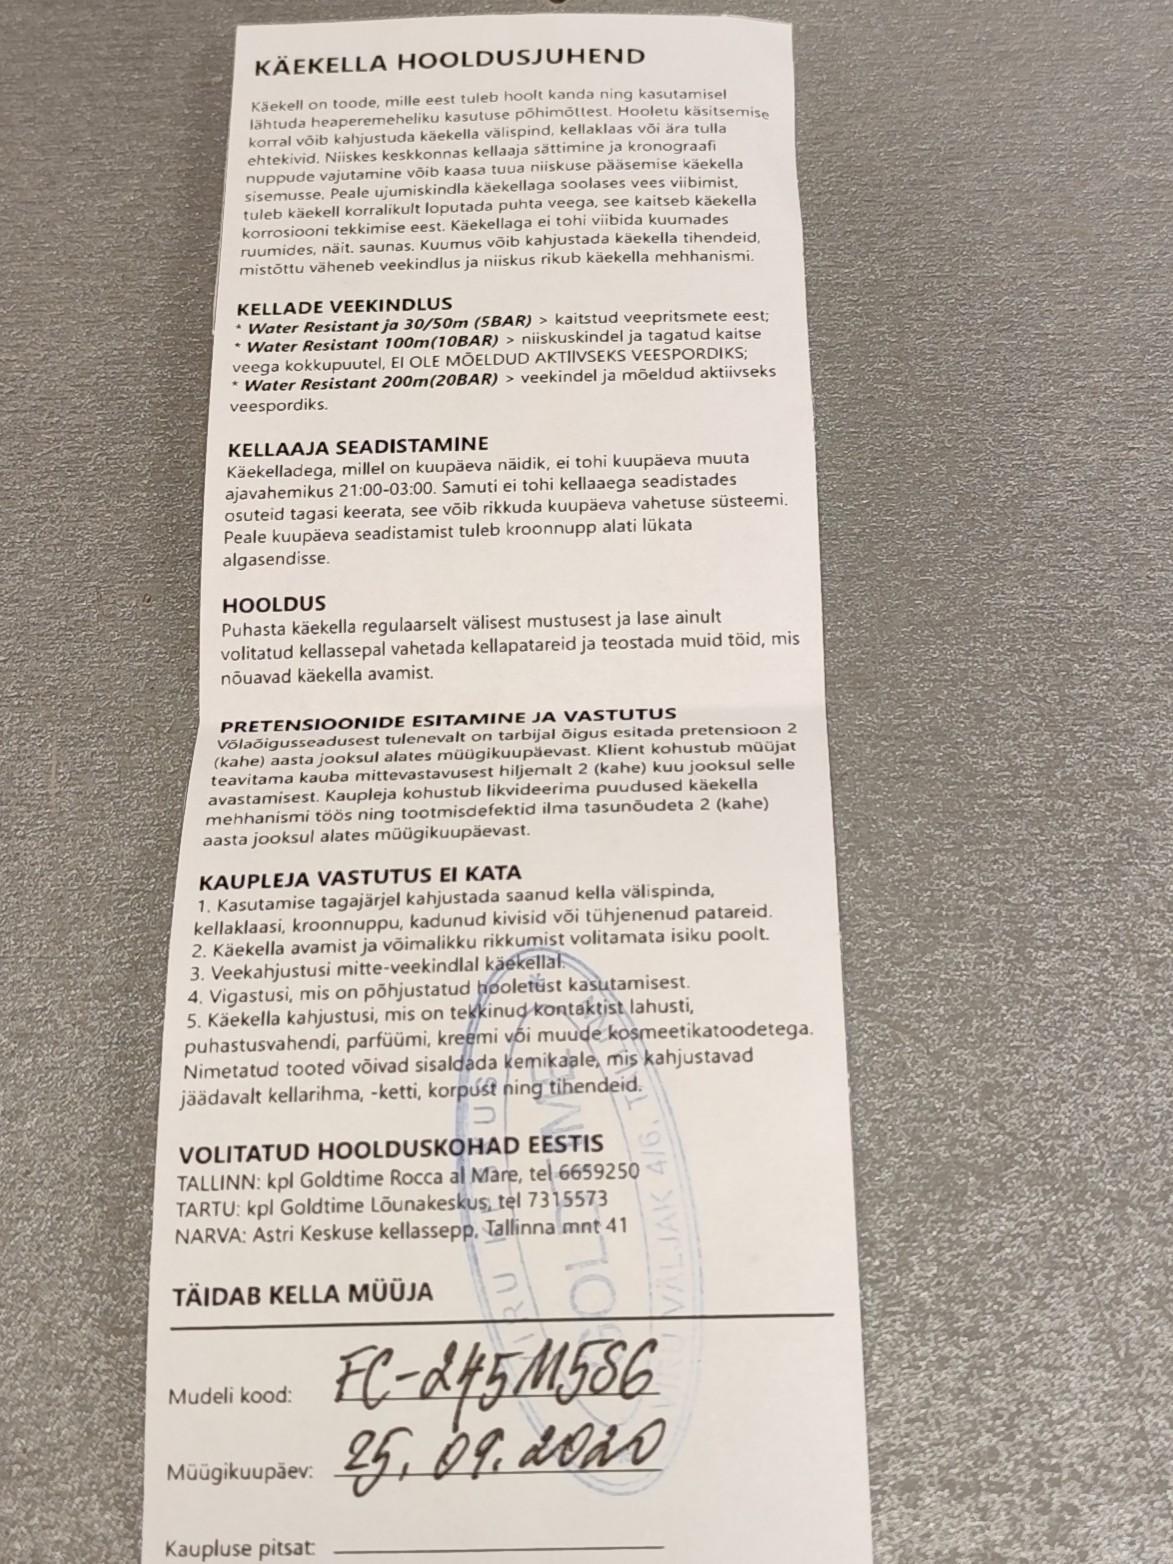 KÄEKELLA HOOLDUSJUHEND
Käekell on toode, mille eest tuleb hoolt kanda ning kasutamisel
lähtuda heaperemeheliku kasutuse põhimõttest. Hooletu käsitsemise
korral võib kahjustuda käekella välispind, kellaklaas või ära tulla
ehtekivid. Niiskes keskkonnas kellaaja sättimine ja kronograafi
nuppude vajutamine võib kaasa tuua niiskuse pääsemise käekella
sisemusse. Peale ujumiskindla käekellaga soolases vees viibimist,
tuleb käekell korralikult loputada puhta veega, see kaitseb käekella
korrosiooni tekkimise eest. Käekellaga ei tohi viibida kuumades
ruumides, näit. saunas. Kuumus võib kahjustada käekella tihendeid,
mistõttu väheneb veekindlus ja niiskus rikub käekella mehhanismi.
KELLADE VEEKINDLUS
* Water Resistant ja 30/50m (5BAR) > kaitstud veepritsmete eest;
* Water Resistant 100m(10BAR) > niiskuskindel ja tagatud kaitse
veega kokkupuutel, EI OLE MÕELDUD AKTIIVSEKS VEESPORDIKS;
* Water Resistant 200m(20BAR) > veekindel ja mõeldud aktiivseks
veespordiks.
KELLAAJA SEADISTAMINE
Käekelladega, millel on kuupäeva näidik, ei tohi kuupäeva muuta
ajavahemikus 21:00-03:00. Samuti ei tohi kellaaega seadistades
osuteid tagasi keerata, see võib rikkuda kuupäeva vahetuse süsteemi.
Peale kuupäeva seadistamist tuleb kroonnupp alati lükata
algasendisse.
HOOLDUS
Puhasta käekella regulaarselt välisest mustusest ja lase ainult
volitatud kellassepal vahetada kellapatareid ja teostada muid töid, mis
nõuavad käekella avamist.
PRETENSIOONIDE ESITAMINE JA VASTUTUS
Võlaõigusseadusest tulenevalt on tarbijal õigus esitada pretensioon 2
(kahe) aasta jooksul alates müügikuupäevast. Klient kohustub müüjat
teavitama kauba mittevastavusest hiljemalt 2 (kahe) kuu jooksul selle
avastamisest. Kaupleja kohustub likvideerima puudused käekella
mehhanismi töös ning tootmisdefektid ilma tasunõudeta 2 (kahe)
aasta jooksul alates müügikuupäevast.
KAUPLEJA VASTUTUS EI KATA
1. Kasutamise tagajärjel kahjustada saanud kella välispinda,
kellaklaasi, kroonnuppu, kadunud kivisid või tühjenenud patareid.
2. Käekella avamist ja võimalikku rikkumist volitamata isiku poolt.
3. Veekahjustusi mitte-veekindlal käekellal.
4. Vigastusi, mis on põhjustatud hooletust kasutamisest.
5. Käekella kahjustusi, mis on tekkinud kontaktist lahusti,
puhastusvahendi, parfüümi, kreemi või muude kosmeetikatoodetega.
Nimetatud tooted võivad sisaldada kemikaale, mis kahjustavad
jäädavalt kellarihma, -ketti, korpust ning tihendeid.
VOLITATUD HOOLDUSKOHAD EESTIS
TALLINN: kpl Goldtime Rocca al Mare, tel 6659250
TARTU: kpl Goldtime Lõunakeskus, tel 7315573
NARVA: Astri Keskuse kellassepp, Tallinna mnt 41
TÄIDAB KELLA MÜÜJA
Mudeli kood: FC-245M5S6
Müügikuupäev: 25.09.2020
Kaupluse pitsat:
GOLDTIME
VIRU VÄLJAK 4/6,